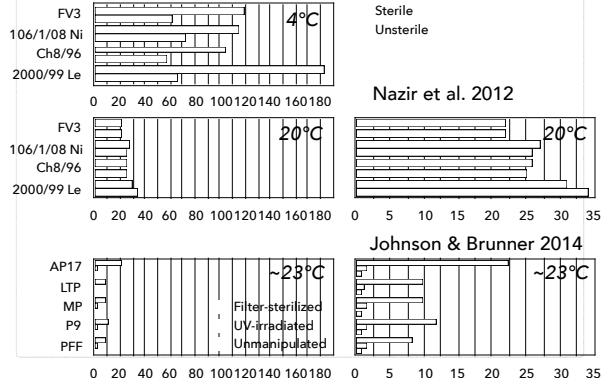 FV3
106/1/08 Ni
Ch8/96
2000/99 Le
4°C
Sterile
Unsterile
0 20 40 60 80 100 120 140 160 180
Nazir et al. 2012
FV3
106/1/08 Ni
Ch8/96
2000/99 Le
20°C
20°C
0 20 40 60 80 100 120 140 160 180
0 5 10 15 20 25 30 35
Johnson & Brunner 2014
AP17
LTP
MP
P9
PFF
~23°C
Filter-sterilized
UV-irradiated
Unmanipulated
~23°C
0 20 40 60 80 100 120 140 160 180
0 5 10 15 20 25 30 35